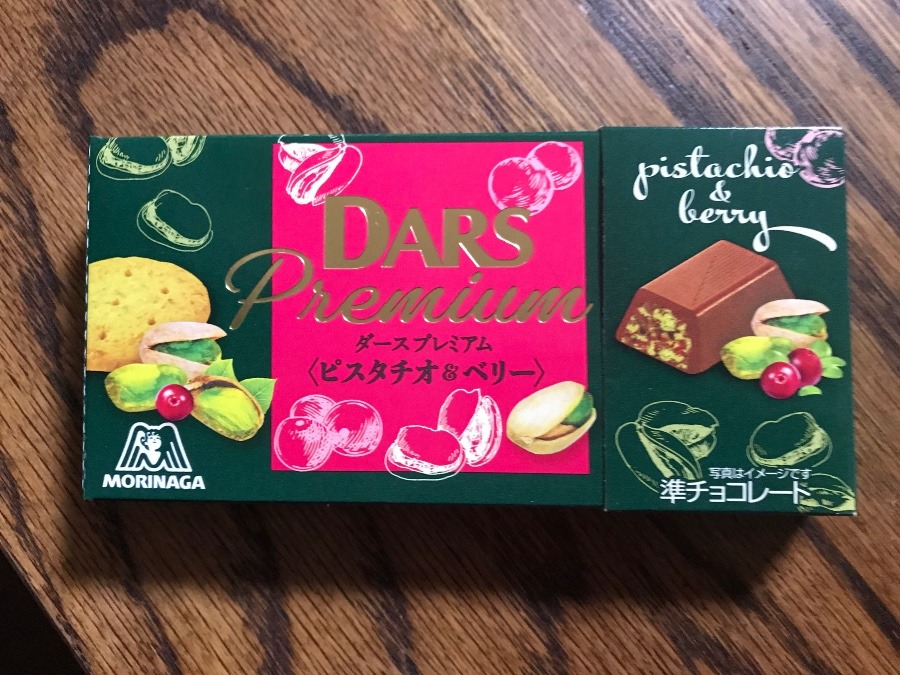 DARS
Premium
ダース プレミアム
〈ピスタチオ&ベリー〉
MORINAGA
pistachio
&
berry
写真はイメージです
準チョコレート